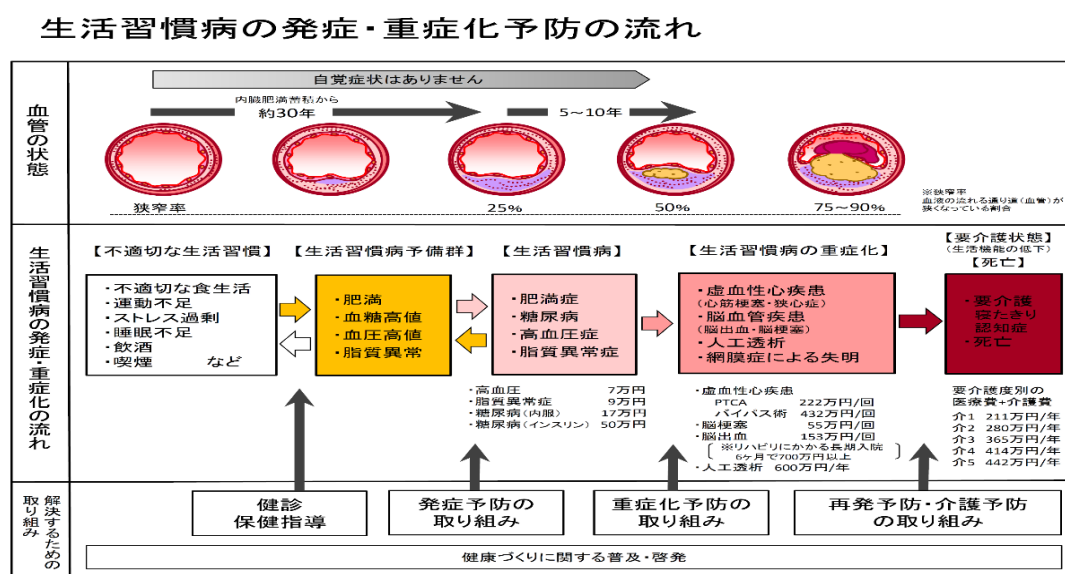 生活習慣病の発症・重症化予防の流れ
血管の状態
自覚症状はありません
内臓肥満蓄積から
約30年
5～10年
狭窄率
25%
50%
75～90%
※狭窄率
血液の流れる通り道(血管)が
狭くなっている割合
生活習慣病の発症・重症化の流れ
【不適切な生活習慣】
・不適切な食生活
・運動不足
・ストレス過剰
・睡眠不足
・飲酒
・喫煙 など
【生活習慣病予備群】
・肥満
・血糖高値
・血圧高値
・脂質異常
【生活習慣病】
・肥満症
・糖尿病
・高血圧症
・脂質異常症
・高血圧 7万円
・脂質異常症 9万円
・糖尿病(内服) 17万円
・糖尿病(インスリン) 50万円
【生活習慣病の重症化】
・虚血性心疾患
(心筋梗塞・狭心症)
・脳血管疾患
(脳出血・脳梗塞)
・人工透析
・網膜症による失明
・虚血性心疾患
PTCA 222万円/回
バイパス術 432万円/回
・脳梗塞 55万円/回
・脳出血 153万円/回
※リハビリにかかる長期入院
6ヶ月で700万円以上
・人工透析 600万円/年
【要介護状態】
(生活機能の低下)
【死亡】
・要介護
寝たきり
認知症
・死亡
要介護度別の
医療費+介護費
介1 211万円/年
介2 280万円/年
介3 365万円/年
介4 414万円/年
介5 442万円/年
解決するための
取り組み
健診
保健指導
発症予防の
取り組み
重症化予防の
取り組み
再発予防・介護予防
の取り組み
健康づくりに関する普及・啓発